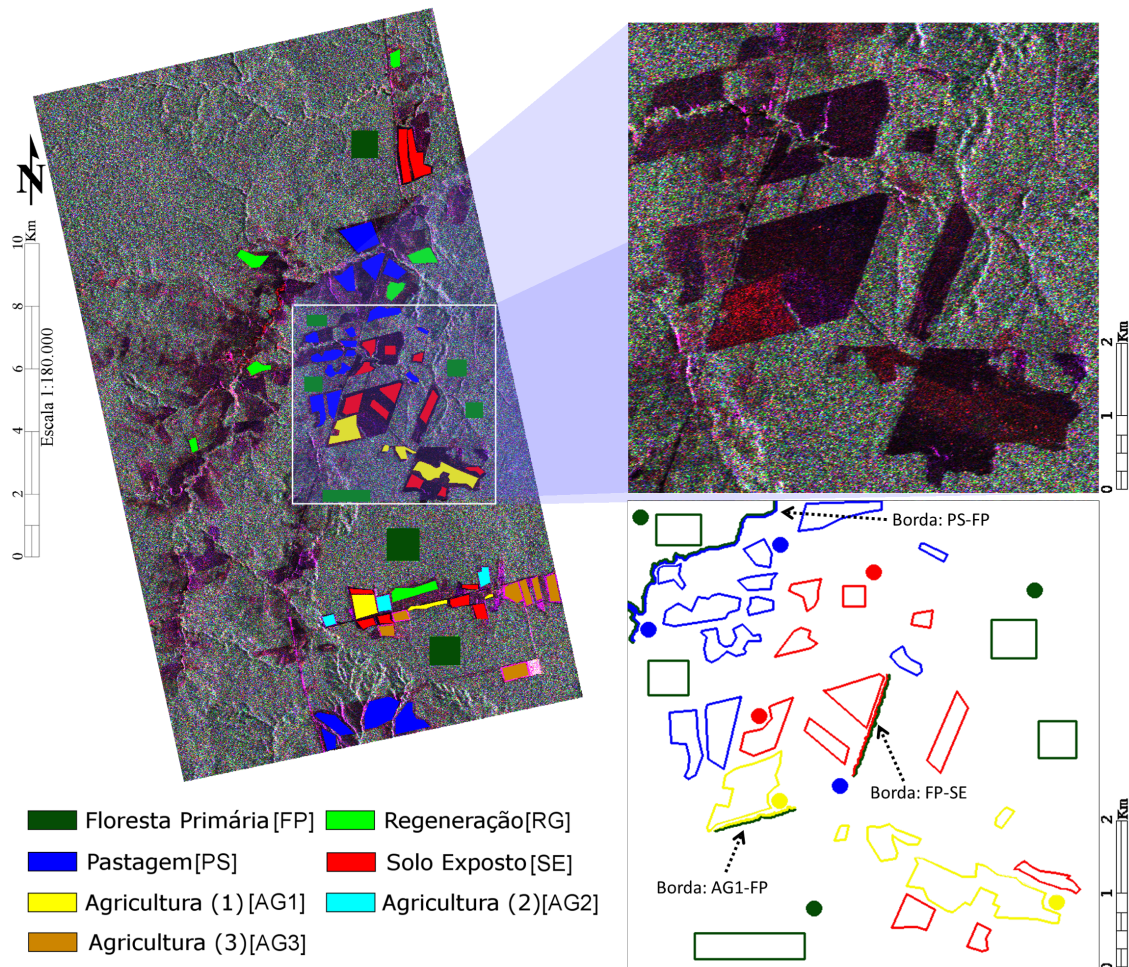 N
Km
10
8
6
4
2
0
Escala 1:180.000
2
Km
1
0
Borda: PS-FP
Borda: FP-SE
Borda: AG1-FP
2
Km
1
0
Floresta Primária[FP]
Regeneração[RG]
Pastagem[PS]
Solo Exposto[SE]
Agricultura (1)[AG1]
Agricultura (2)[AG2]
Agricultura (3)[AG3]